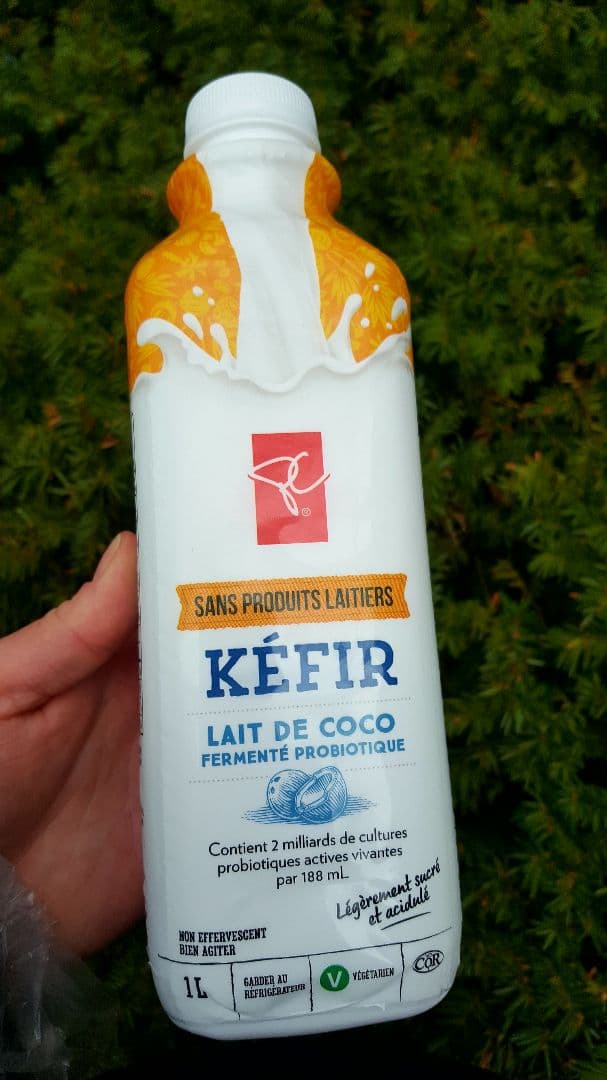 PC®
SANS PRODUITS LAITIERS
KÉFIR
LAIT DE COCO
FERMENTÉ PROBIOTIQUE
Contient 2 milliards de cultures
probiotiques actives vivantes
par 188 mL
Légèrement sucré
et acidulé
NON EFFERVESCENT
BIEN AGITER
1L
GARDER AU
RÉFRIGÉRATEUR
V VÉGÉTARIEN
COR